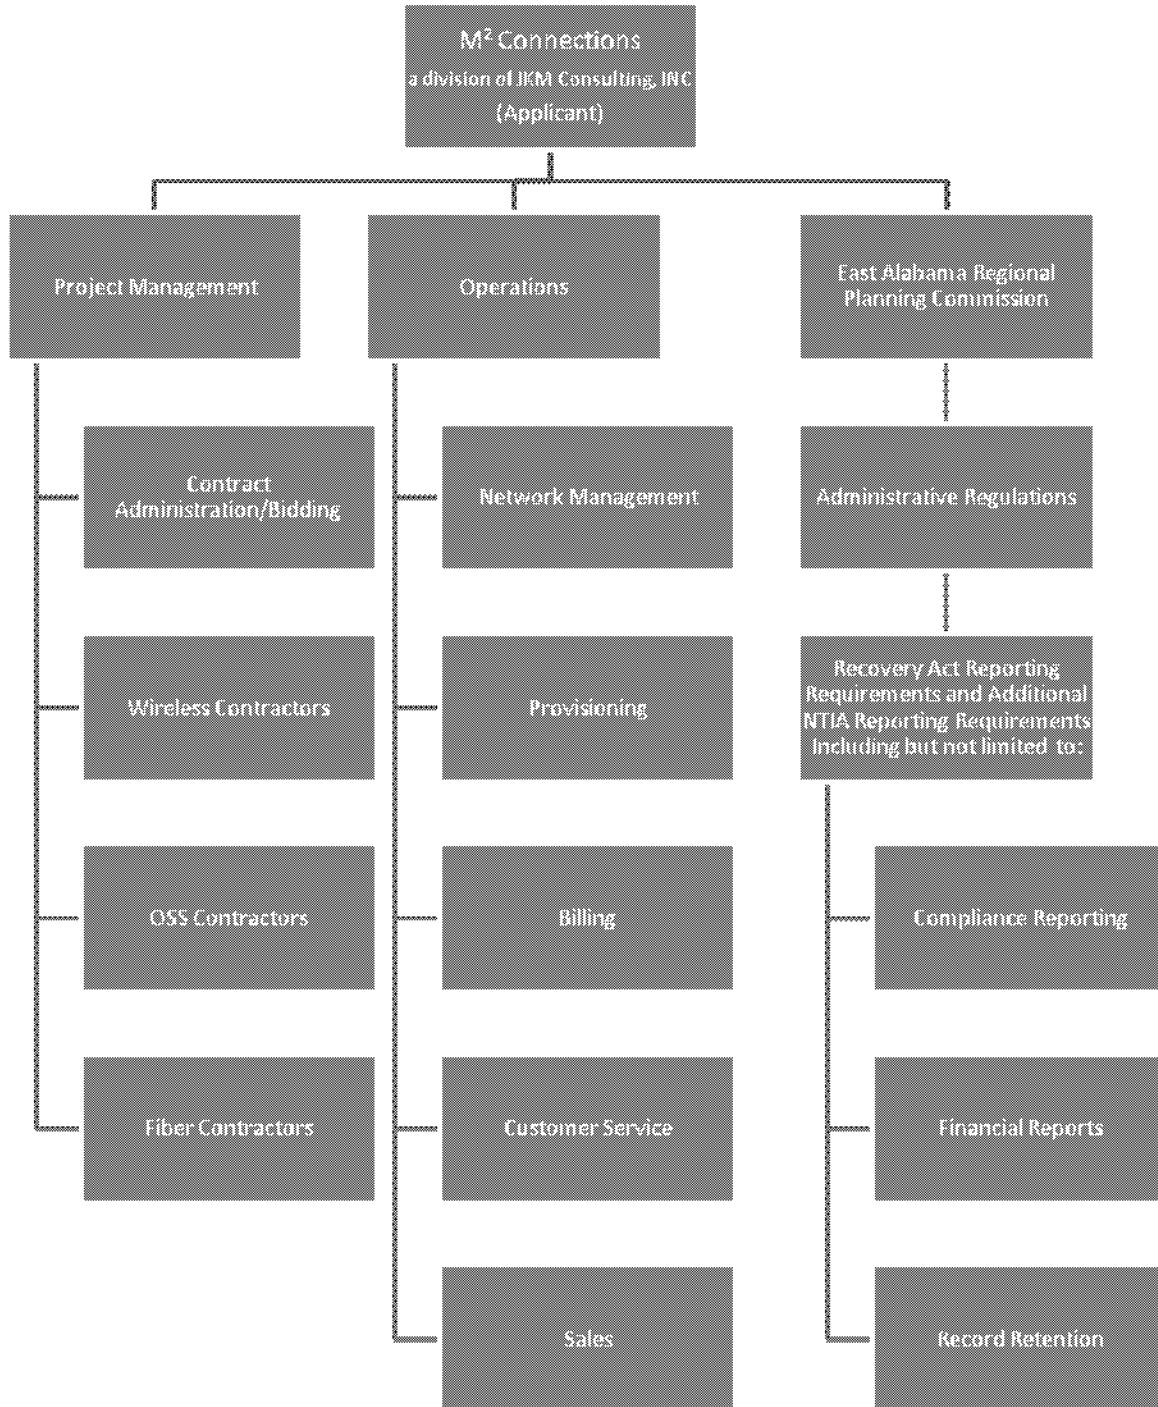 M² Connections
a division of JKM Consulting, INC
(Applicant)
Project Management
Operations
East Alabama Regional
Planning Commission
Contract
Administration/Bidding
Network Management
Administrative Regulations
Wireless Contractors
Provisioning
Recovery Act Reporting
Requirements and Additional
NTIA Reporting Requirements
Including but not limited to:
OSS Contractors
Billing
Compliance Reporting
Fiber Contractors
Customer Service
Financial Reports
Sales
Record Retention